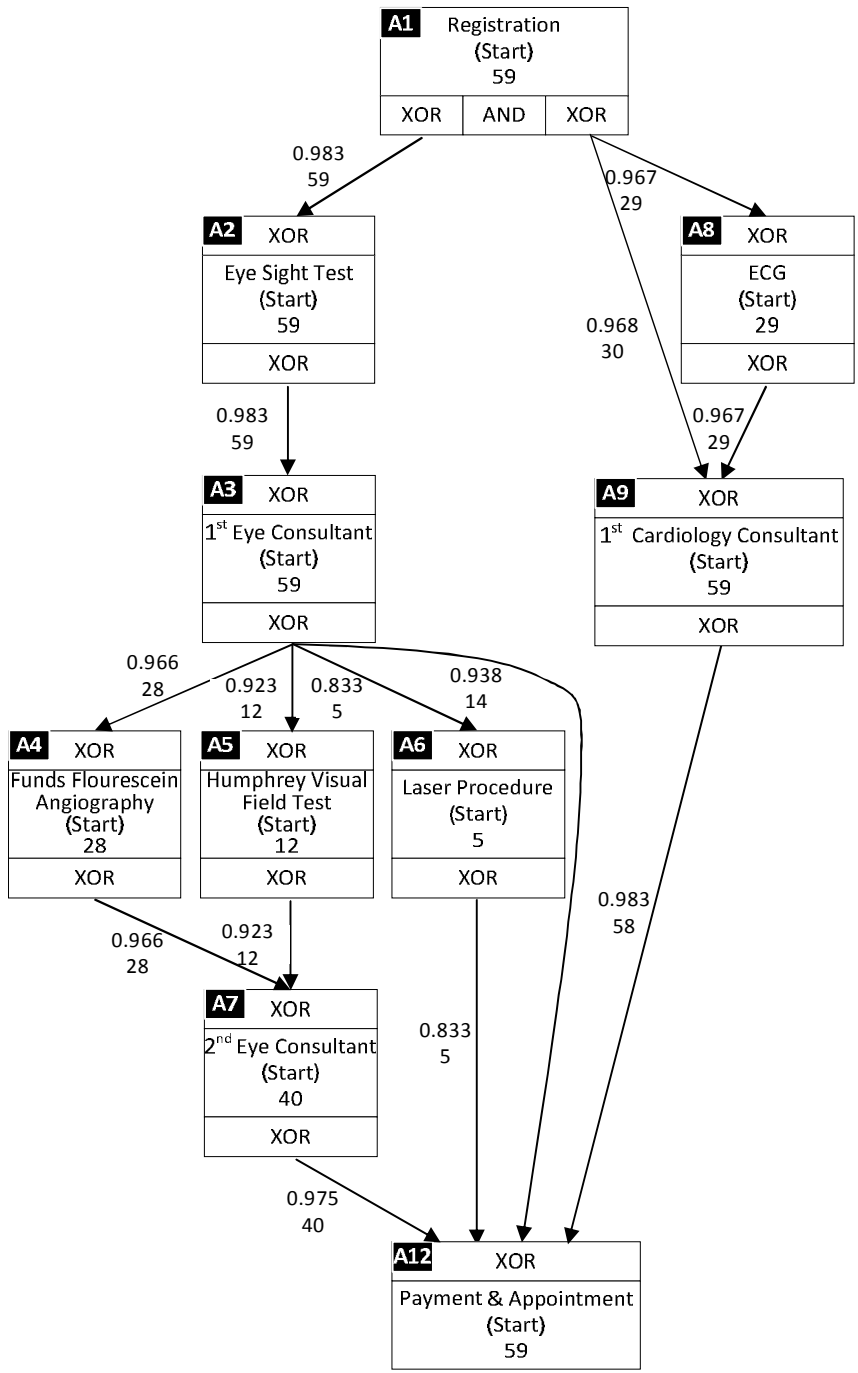 A1 Registration
(Start)
59
XOR AND XOR
0.983
59
0.967
29
A2 XOR
Eye Sight Test
(Start)
59
XOR
A8 XOR
ECG
(Start)
29
XOR
0.968
30
0.983
59
0.967
29
A3 XOR
1st Eye Consultant
(Start)
59
XOR
A9 XOR
1st Cardiology Consultant
(Start)
59
XOR
0.966
28
0.923
12
0.833
5
0.938
14
A4 XOR
Funds Flourescein
Angiography
(Start)
28
XOR
A5 XOR
Humphrey Visual
Field Test
(Start)
12
XOR
A6 XOR
Laser Procedure
(Start)
5
XOR
0.983
58
0.966
28
0.923
12
A7 XOR
2nd Eye Consultant
(Start)
40
XOR
0.833
5
0.975
40
A12 XOR
Payment & Appointment
(Start)
59